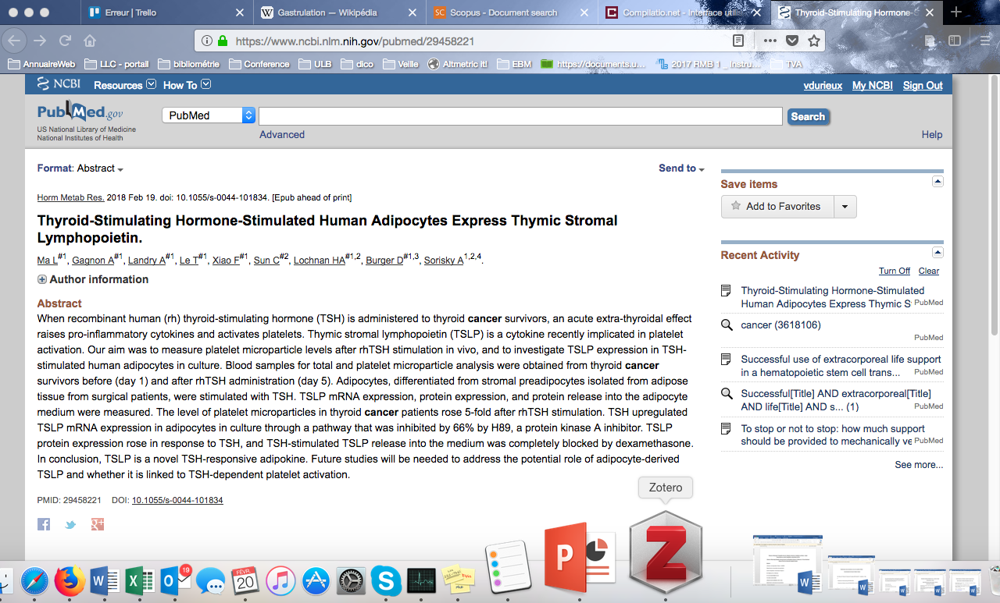 Erreur | Trello
Gastrulation — Wikipédia
Scopus - Document search
Compilatio.net - Interface utilis
Thyroid-Stimulating Hormone-S
https://www.ncbi.nlm.nih.gov/pubmed/29458221
AnnuaireWeb LLC - portail bibliométrie Conference ULB dico Veille Altmetric it! EBM https://documents.u... 2017 RMB 1 _ Instru... TVA
NCBI Resources How To vdurieux My NCBI Sign Out
PubMed.gov
US National Library of Medicine
National Institutes of Health
PubMed
Search
Advanced
Help
Format: Abstract
Send to
Horm Metab Res. 2018 Feb 19. doi: 10.1055/s-0044-101834. [Epub ahead of print]
Thyroid-Stimulating Hormone-Stimulated Human Adipocytes Express Thymic Stromal
Lymphopoietin.
Ma L#1, Gagnon A#1, Landry A#1, Le T#1, Xiao F#1, Sun C#2, Lochnan HA#1,2, Burger D#1,3, Sorisky A1,2,4.
Author information
Abstract
When recombinant human (rh) thyroid-stimulating hormone (TSH) is administered to thyroid cancer survivors, an acute extra-thyroidal effect
raises pro-inflammatory cytokines and activates platelets. Thymic stromal lymphopoietin (TSLP) is a cytokine recently implicated in platelet
activation. Our aim was to measure platelet microparticle levels after rhTSH stimulation in vivo, and to investigate TSLP expression in TSH-
stimulated human adipocytes in culture. Blood samples for total and platelet microparticle analysis were obtained from thyroid cancer
survivors before (day 1) and after rhTSH administration (day 5). Adipocytes, differentiated from stromal preadipocytes isolated from adipose
tissue from surgical patients, were stimulated with TSH. TSLP mRNA expression, protein expression, and protein release into the adipocyte
medium were measured. The level of platelet microparticles in thyroid cancer patients rose 5-fold after rhTSH stimulation. TSH upregulated
TSLP mRNA expression in adipocytes in culture through a pathway that was inhibited by 66% by H89, a protein kinase A inhibitor. TSLP
protein expression rose in response to TSH, and TSH-stimulated TSLP release into the medium was completely blocked by dexamethasone.
In conclusion, TSLP is a novel TSH-responsive adipokine. Future studies will be needed to address the potential role of adipocyte-derived
TSLP and whether it is linked to TSH-dependent platelet activation.
PMID: 29458221 DOI: 10.1055/s-0044-101834
Save items
Add to Favorites
Recent Activity
Turn Off Clear
Thyroid-Stimulating Hormone-Stimulated
Human Adipocytes Express Thymic S PubMed
cancer (3618106)
PubMed
Successful use of extracorporeal life support
in a hematopoietic stem cell trans... PubMed
Successful[Title] AND extracorporeal[Title]
AND life[Title] AND s... (1) PubMed
To stop or not to stop: how much support
should be provided to mechanically ve PubMed
See more...
Zotero
19
FÉVR.
20